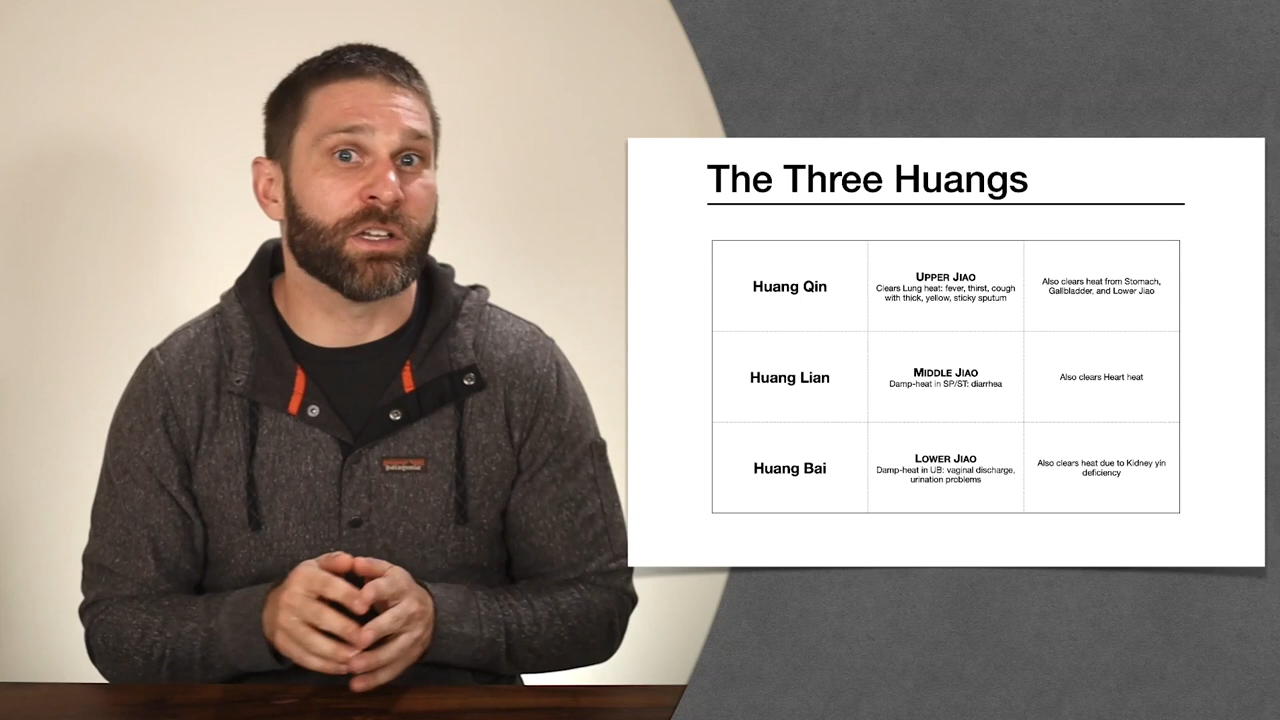 The Three Huangs
Huang Qin
UPPER JIAO
Clears Lung heat: fever, thirst, cough
with thick, yellow, sticky sputum
Also clears heat from Stomach,
Gallbladder, and Lower Jiao
Huang Lian
MIDDLE JIAO
Damp-heat in SP/ST: diarrhea
Also clears Heart heat
Huang Bai
LOWER JIAO
Damp-heat in UB: vaginal discharge,
urination problems
Also clears heat due to Kidney yin
deficiency
patagonia